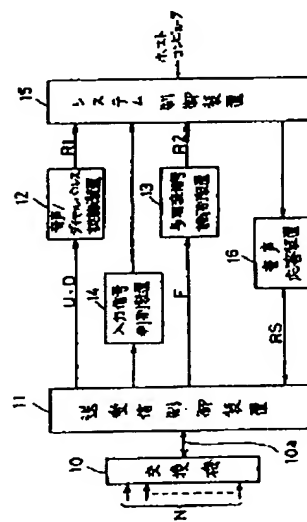 15
システム制御装置
ホスト
コンピュータ
R1
R2
12
音声/
ダイヤルパルス
認識装置
13
多周波信号
識別装置
14
入力信号
判別装置
16
音声
応答装置
U,D
F
RS
11
送受信制御装置
10a
10
交換機
N